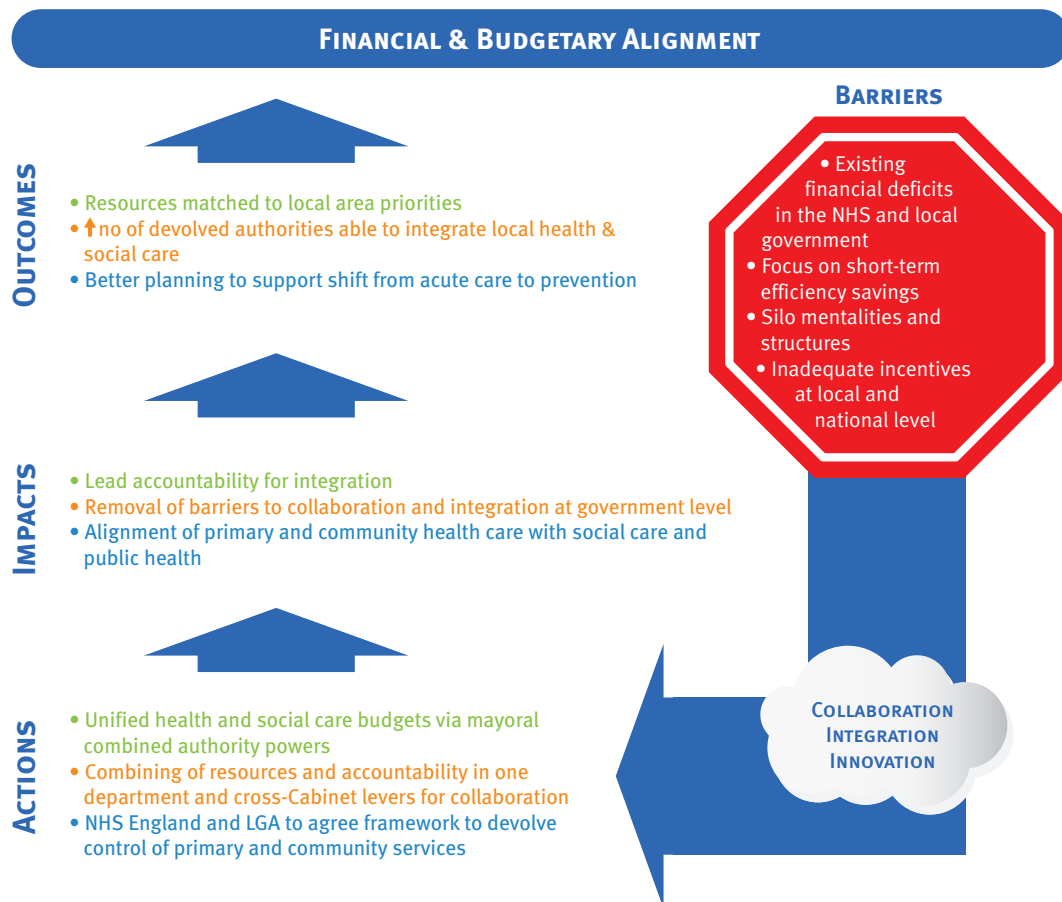 FINANCIAL & BUDGETARY ALIGNMENT
OUTCOMES
• Resources matched to local area priorities
• ↑no of devolved authorities able to integrate local health &
social care
• Better planning to support shift from acute care to prevention
IMPACTS
• Lead accountability for integration
• Removal of barriers to collaboration and integration at government level
• Alignment of primary and community health care with social care and
public health
ACTIONS
• Unified health and social care budgets via mayoral
combined authority powers
• Combining of resources and accountability in one
department and cross-Cabinet levers for collaboration
• NHS England and LGA to agree framework to devolve
control of primary and community services
BARRIERS
• Existing
financial deficits
in the NHS and local
government
• Focus on short-term
efficiency savings
• Silo mentalities and
structures
• Inadequate incentives
at local and
national level
COLLABORATION
INTEGRATION
INNOVATION